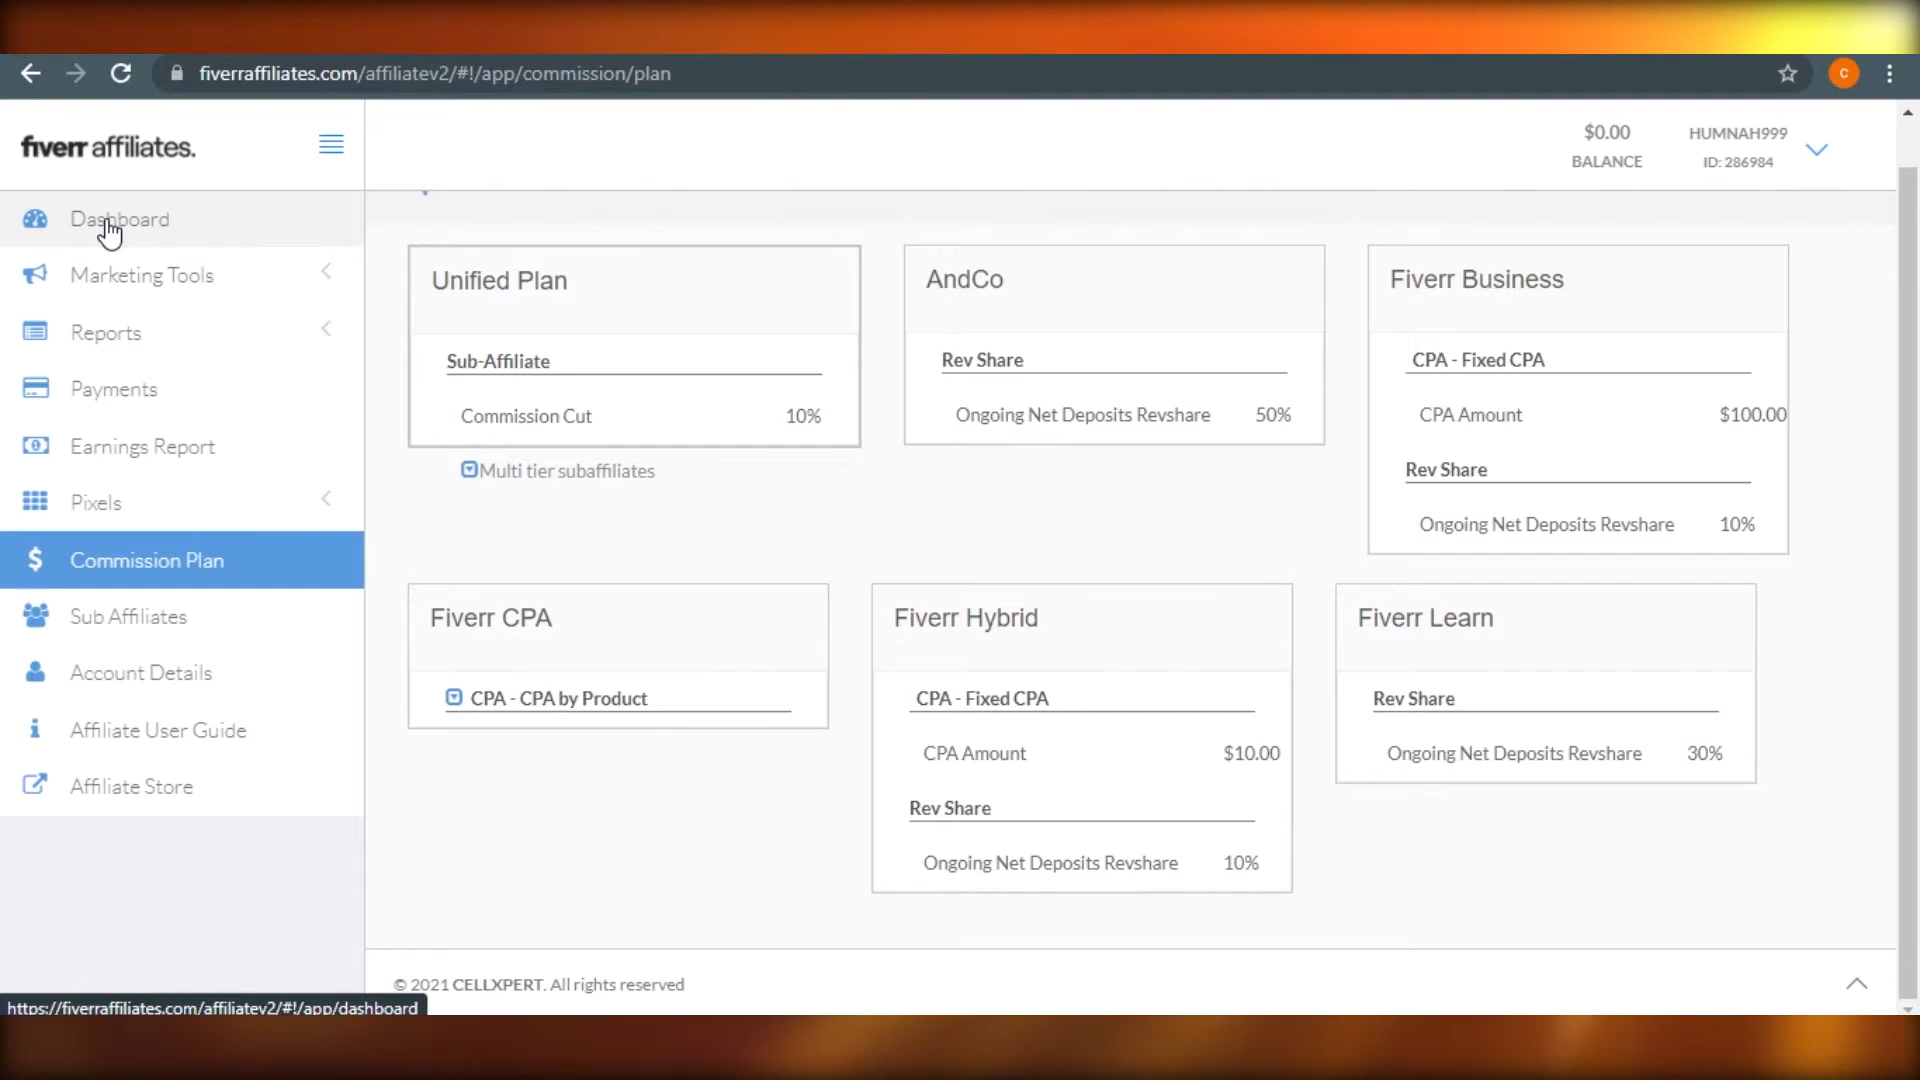 fiverraffiliates.com/affiliatev2/#!/app/commission/plan
C
fiverr affiliates.
$0.00
BALANCE
HUMNAH999
ID: 286984
Dashboard
Marketing Tools
Reports
Payments
Earnings Report
Pixels
Commission Plan
Sub Affiliates
Account Details
Affiliate User Guide
Affiliate Store
Unified Plan
Sub-Affiliate
Commission Cut 10%
Multi tier subaffiliates
AndCo
Rev Share
Ongoing Net Deposits Revshare 50%
Fiverr Business
CPA - Fixed CPA
CPA Amount $100.00
Rev Share
Ongoing Net Deposits Revshare 10%
Fiverr CPA
CPA - CPA by Product
Fiverr Hybrid
CPA - Fixed CPA
CPA Amount $10.00
Rev Share
Ongoing Net Deposits Revshare 10%
Fiverr Learn
Rev Share
Ongoing Net Deposits Revshare 30%
© 2021 CELLXPERT. All rights reserved
https://fiverraffiliates.com/affiliatev2/#!/app/dashboard